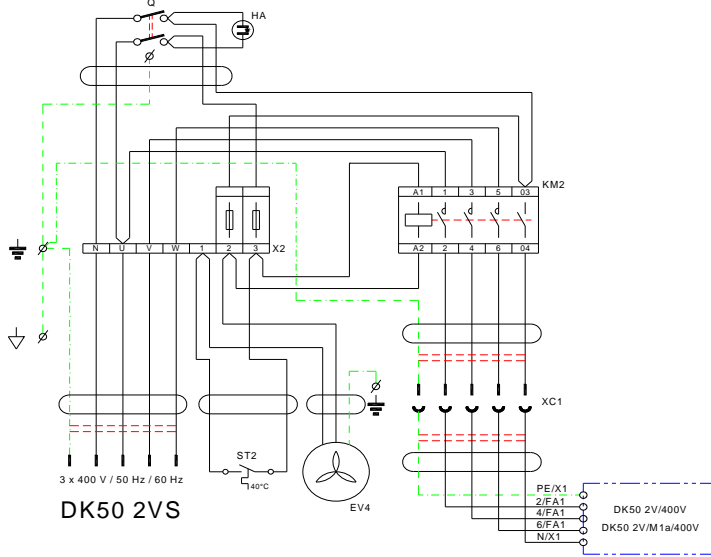 Q
HA
A1 1 3 5 03 KM2
N U V W 1 2 3 X2
A2 2 4 6 04
XC1
ST2
40°C
3 x 400 V / 50 Hz / 60 Hz
DK50 2VS
EV4
PE/X1
2/FA1
4/FA1
6/FA1
N/X1
DK50 2V/400V
DK50 2V/M1a/400V